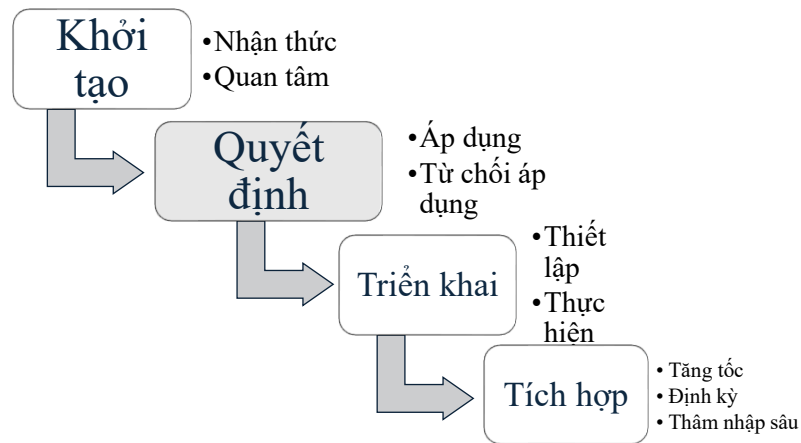 Khởi
tạo
•Nhận thức
•Quan tâm
Quyết
định
•Áp dụng
•Từ chối áp
dụng
Triển khai
•Thiết
lập
•Thực
hiện
Tích hợp
• Tăng tốc
• Định kỳ
• Thâm nhập sâu